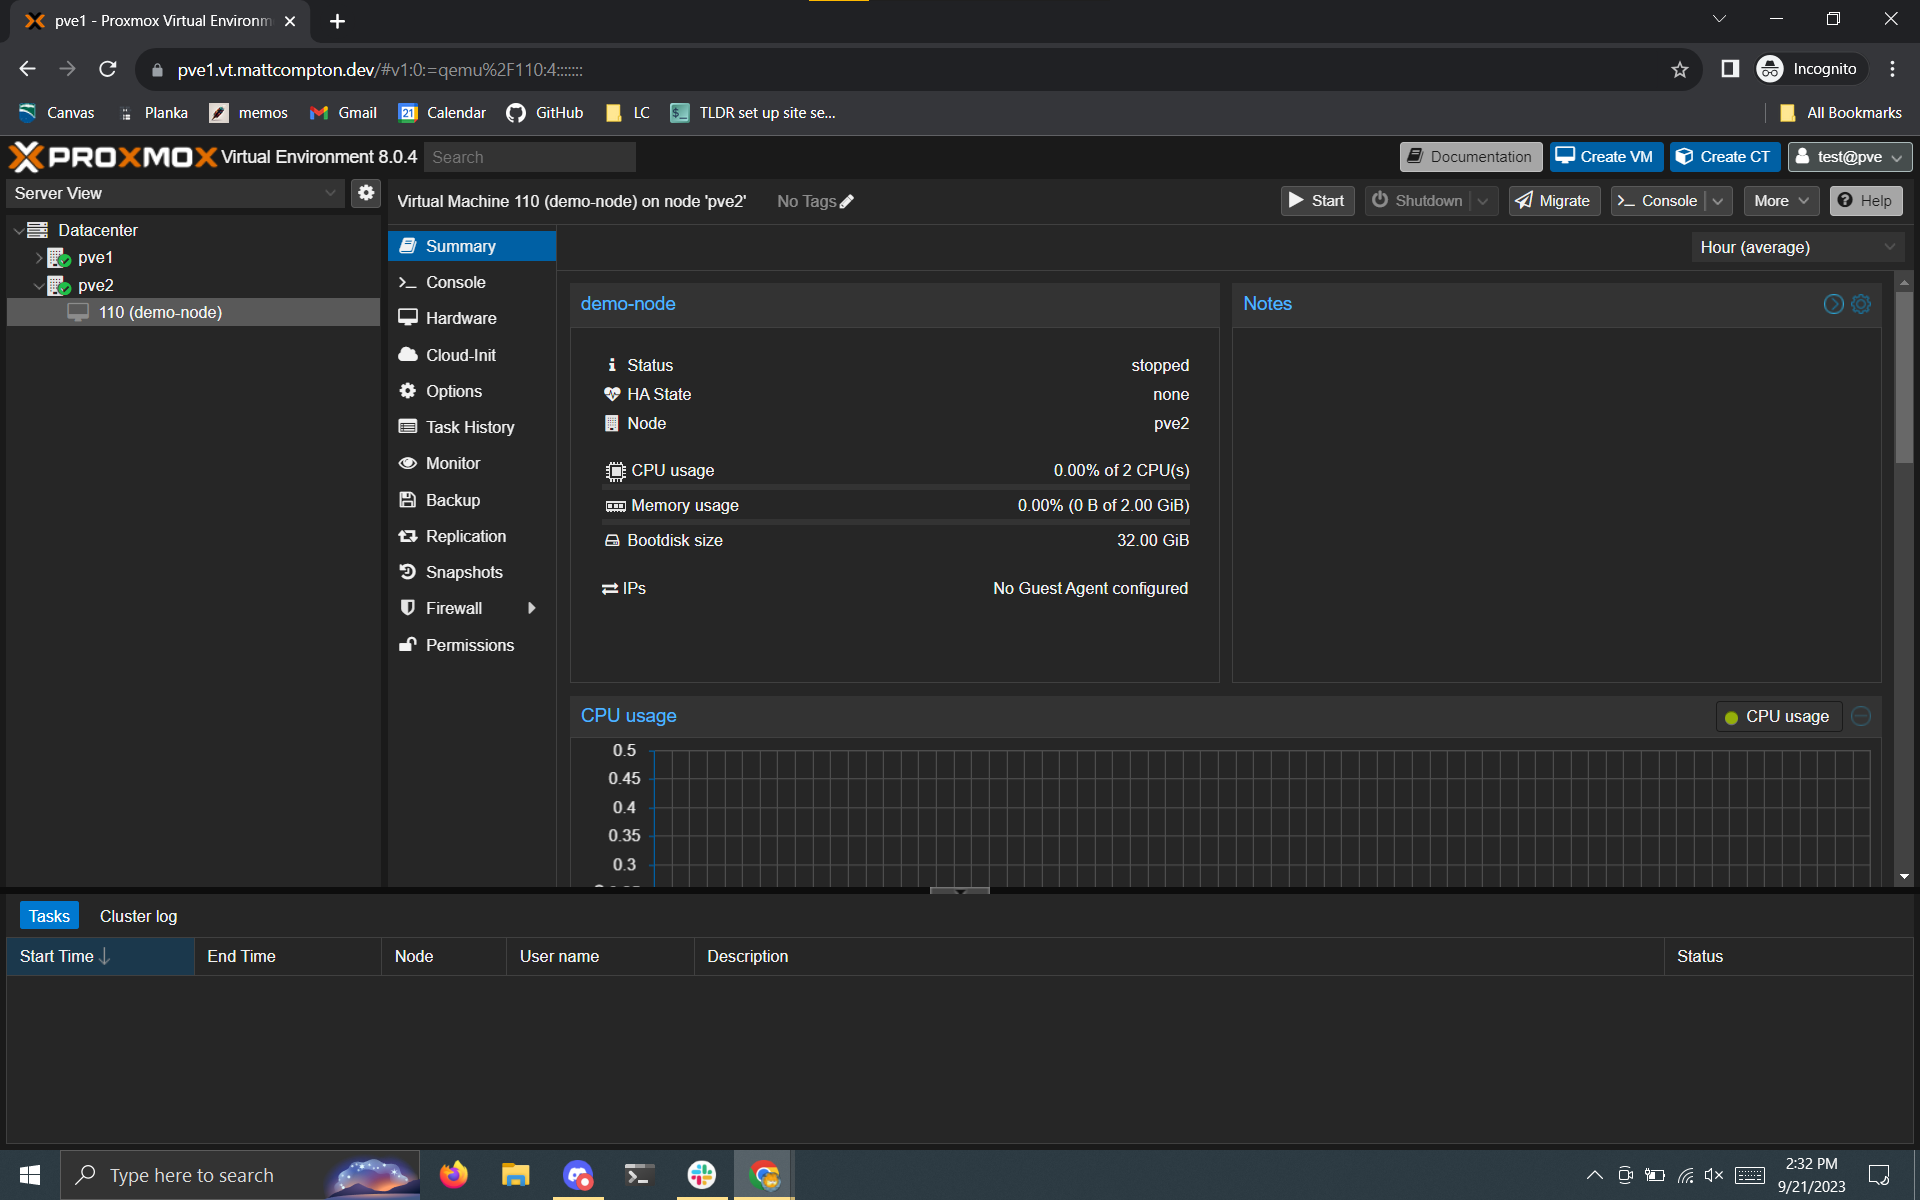 pve1 - Proxmox Virtual Environm
pve1.vt.mattcompton.dev/#v1:0:=qemu%2F110:4:::::::
Incognito
Canvas
Planka
memos
Gmail
21
Calendar
GitHub
LC
TLDR set up site se...
All Bookmarks
PROXMOX Virtual Environment 8.0.4
Search
Documentation
Create VM
Create CT
test@pve
Server View
Virtual Machine 110 (demo-node) on node 'pve2'
No Tags
Start
Shutdown
Migrate
Console
More
Help
Datacenter
pve1
pve2
110 (demo-node)
Summary
Console
Hardware
Cloud-Init
Options
Task History
Monitor
Backup
Replication
Snapshots
Firewall
Permissions
Hour (average)
demo-node
Status stopped
HA State none
Node pve2
CPU usage 0.00% of 2 CPU(s)
Memory usage 0.00% (0 B of 2.00 GiB)
Bootdisk size 32.00 GiB
IPs No Guest Agent configured
Notes
CPU usage
CPU usage
0.5
0.45
0.4
0.35
0.3
Tasks
Cluster log
Start Time
End Time
Node
User name
Description
Status
Type here to search
2:32 PM
9/21/2023